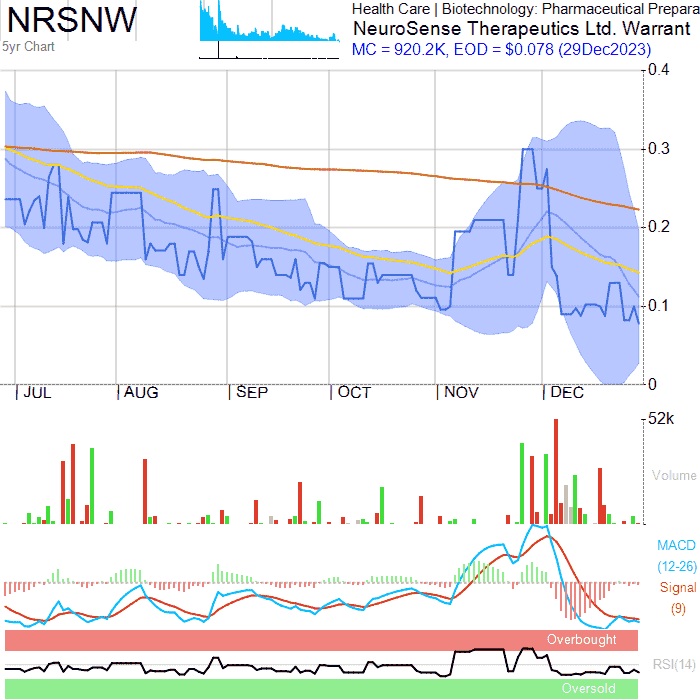 NRSNW
5yr Chart
Health Care | Biotechnology: Pharmaceutical Prepara
NeuroSense Therapeutics Ltd. Warrant
MC = 920.2K, EOD = $0.078 (29Dec2023)
0.4
0.3
0.2
0.1
0
JUL
AUG
SEP
OCT
NOV
DEC
52k
Volume
MACD
(12-26)
Signal
(9)
Overbought
RSI(14)
Oversold